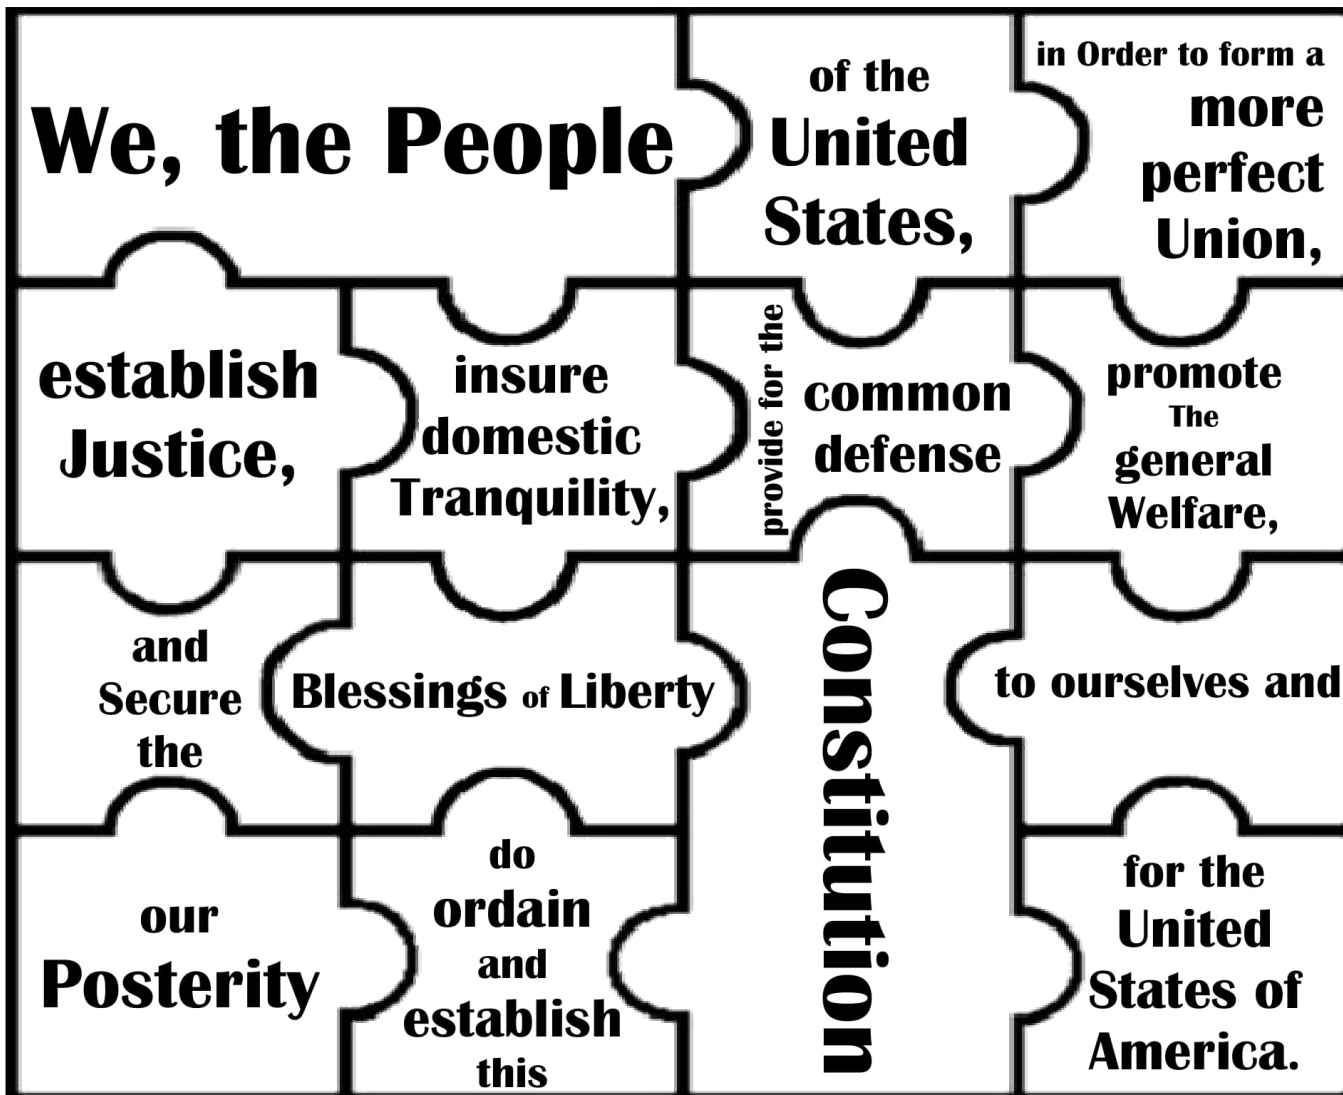 We, the People
of the
United
States,
in Order to form a
more
perfect
Union,
establish
Justice,
insure
domestic
Tranquility,
provide for the
common
defense
promote
The
general
Welfare,
and
Secure
the
Blessings of Liberty
to ourselves and
our
Posterity
do
ordain
and
establish
this
Constitution
for the
United
States of
America.